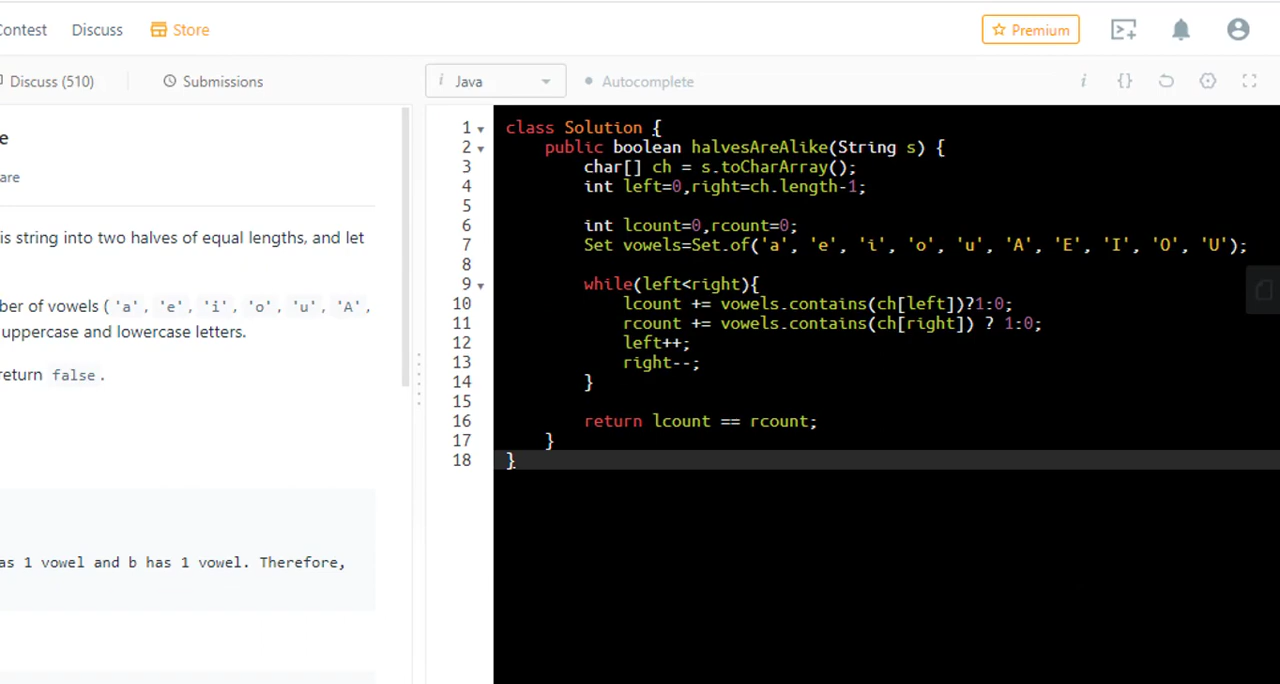 Contest Discuss Store Premium
Discuss (510) Submissions i Java Autocomplete i {}
e
are
is string into two halves of equal lengths, and let
ber of vowels ( 'a', 'e', 'i', 'o', 'u', 'A',
uppercase and lowercase letters.
return false.
as 1 vowel and b has 1 vowel. Therefore,
1 class Solution {
2 public boolean halvesAreAlike(String s) {
3 char[] ch = s.toCharArray();
4 int left=0,right=ch.length-1;
5
6 int lcount=0,rcount=0;
7 Set vowels=Set.of('a', 'e', 'i', 'o', 'u', 'A', 'E', 'I', 'O', 'U');
8
9 while(left<right){
10 lcount += vowels.contains(ch[left])?1:0;
11 rcount += vowels.contains(ch[right]) ? 1:0;
12 left++;
13 right--;
14 }
15
16 return lcount == rcount;
17 }
18 }